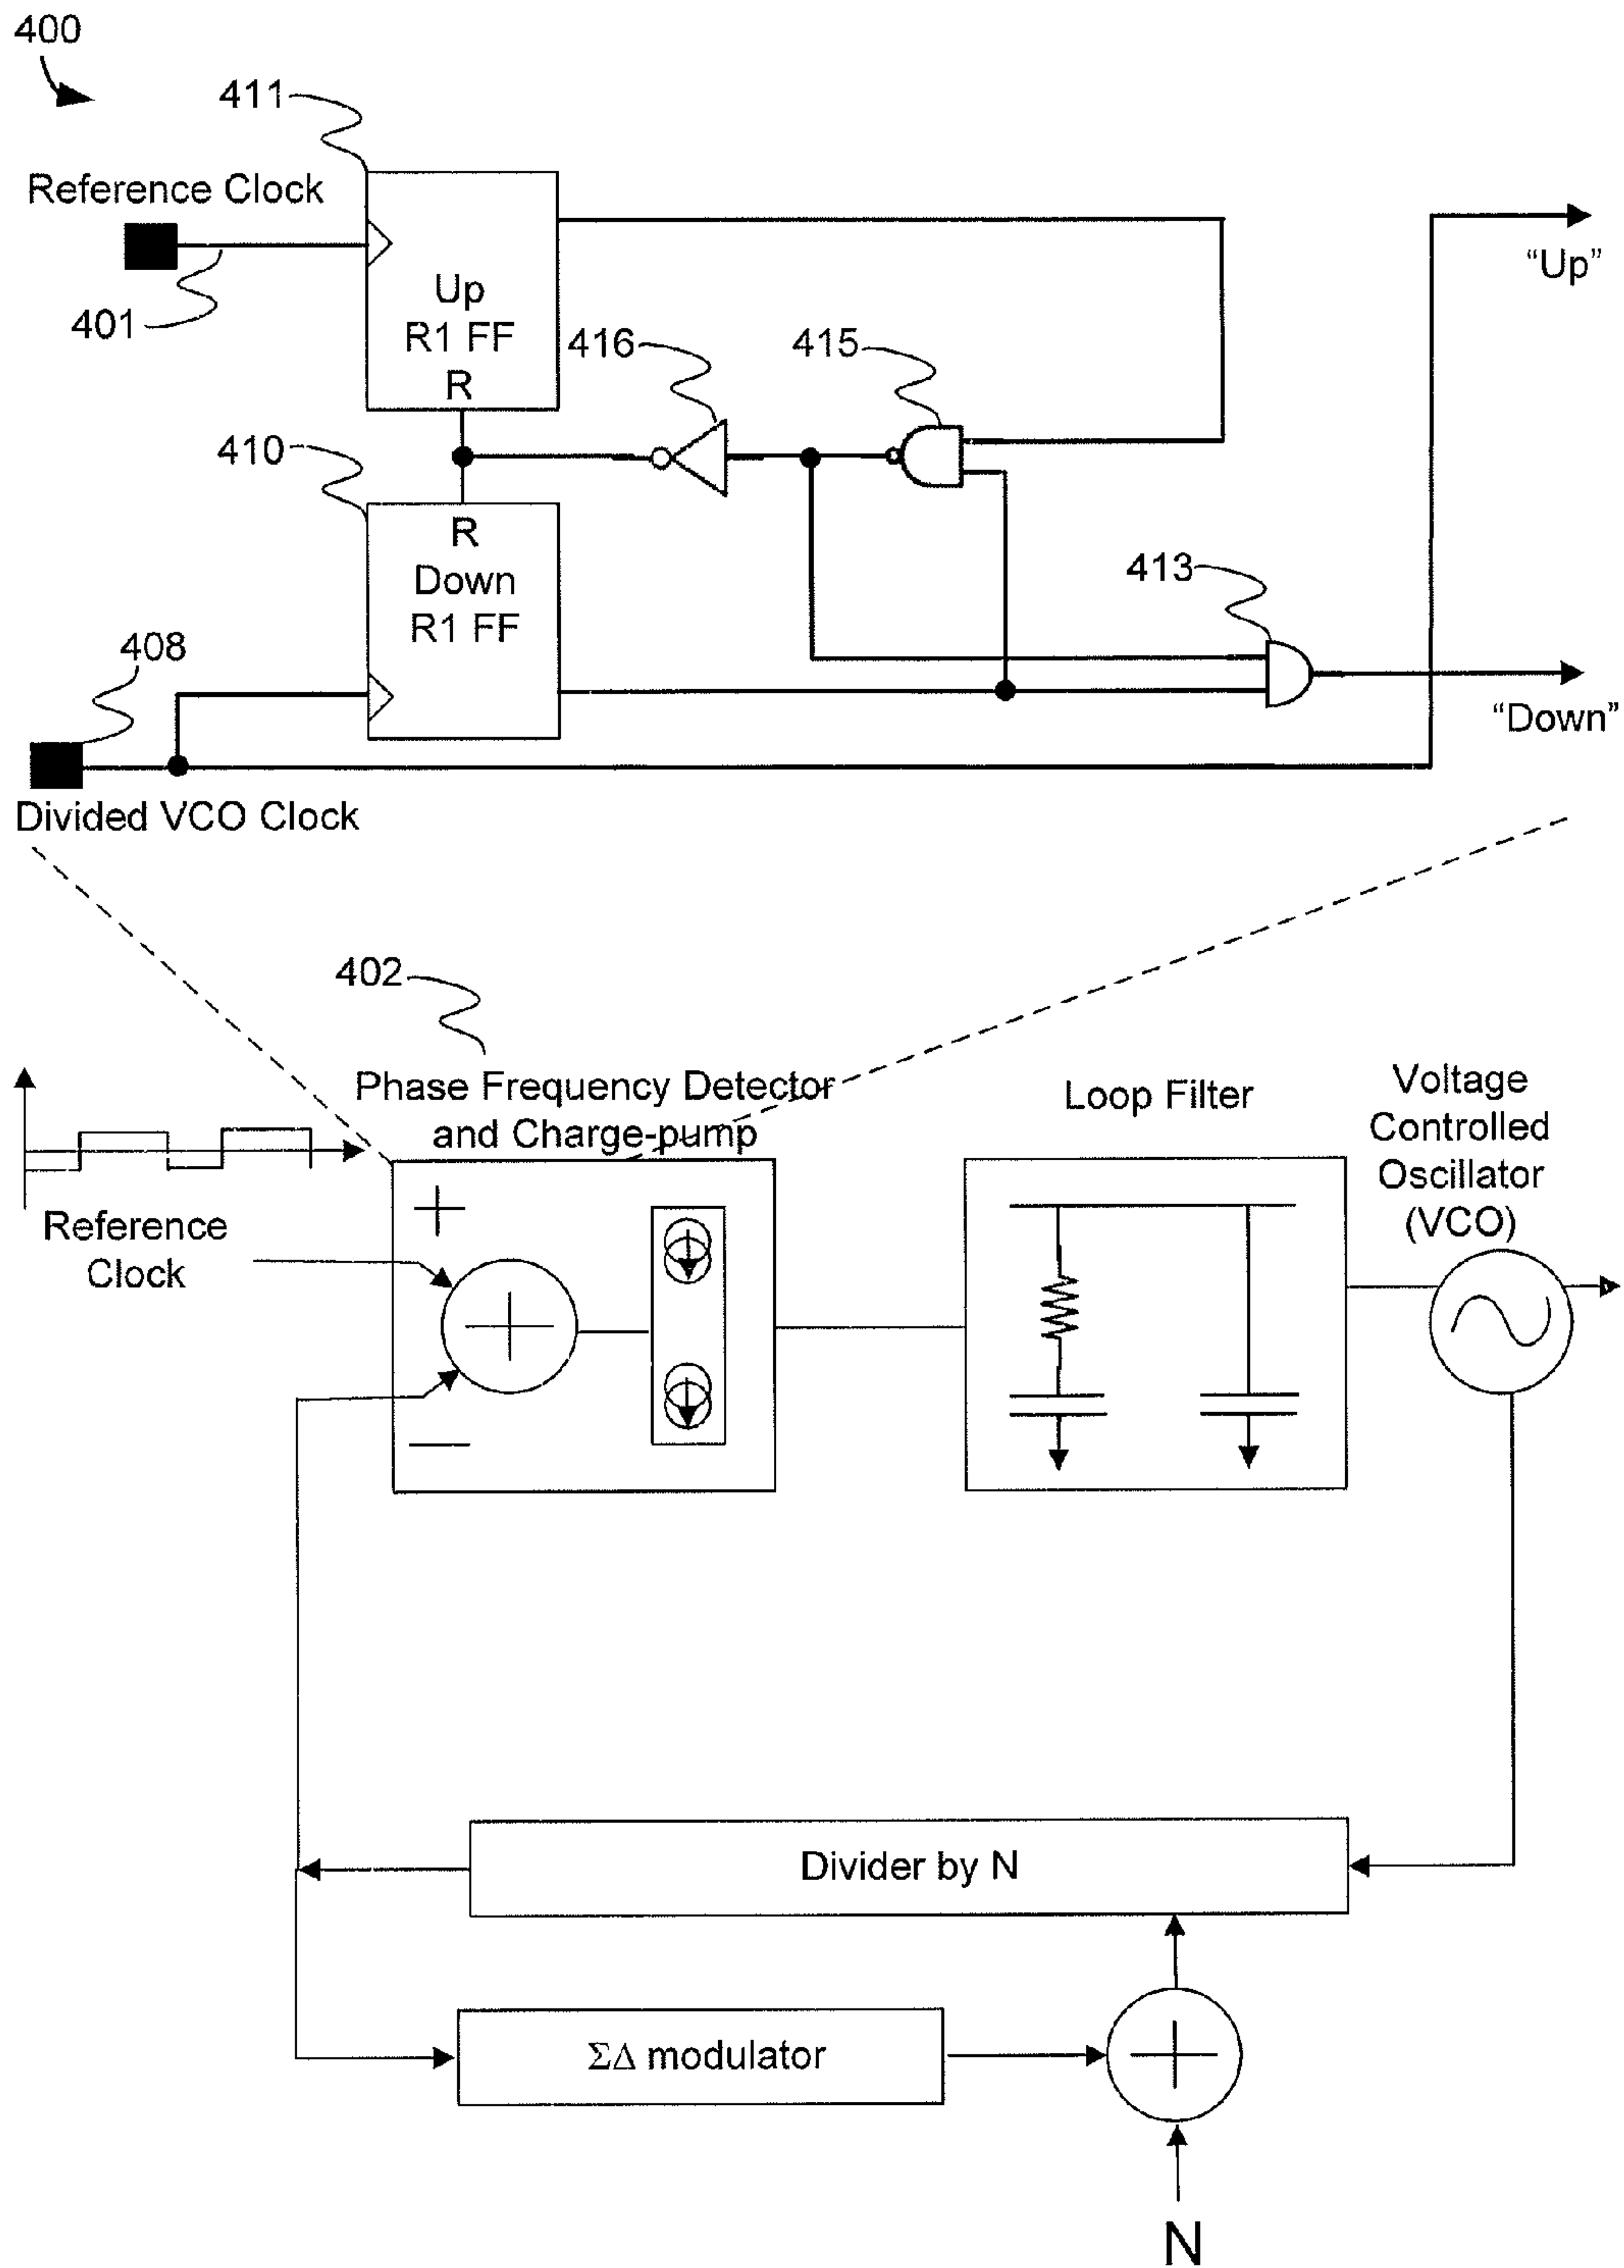 400
411
Reference Clock
401
Up
R1 FF
R
416
415
"Up"
410
R
Down
R1 FF
413
408
"Down"
Divided VCO Clock
402
Phase Frequency Detector
and Charge-pump
Loop Filter
Voltage
Controlled
Oscillator
(VCO)
Reference
Clock
Divider by N
ΣΔ modulator
N